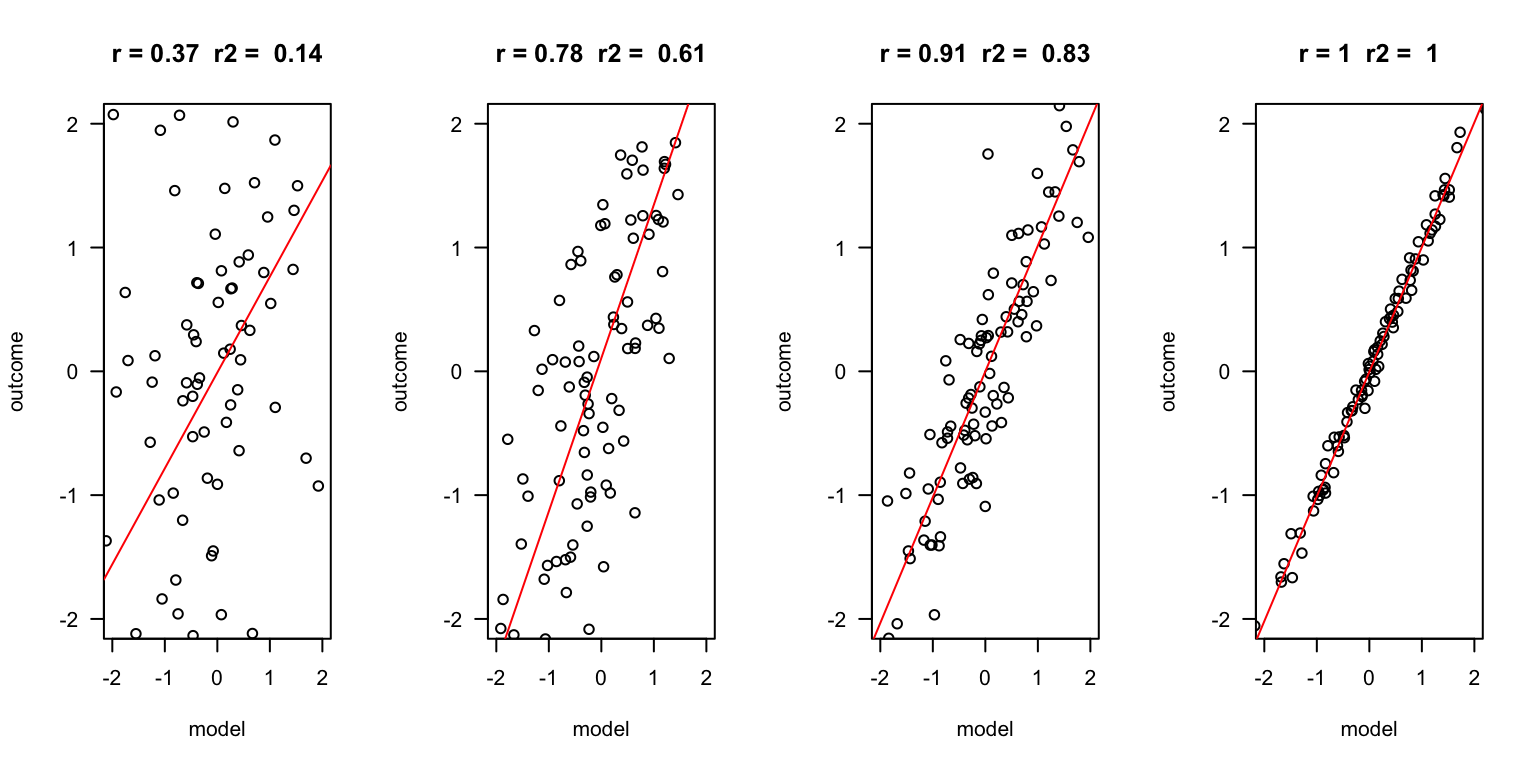 r = 0.37 r2 = 0.14
2
1
0
-1
-2
outcome
-2 -1 0 1 2
model
r = 0.78 r2 = 0.61
2
1
0
-1
-2
outcome
-2 -1 0 1 2
model
r = 0.91 r2 = 0.83
2
1
0
-1
-2
outcome
-2 -1 0 1 2
model
r = 1 r2 = 1
2
1
0
-1
-2
outcome
-2 -1 0 1 2
model